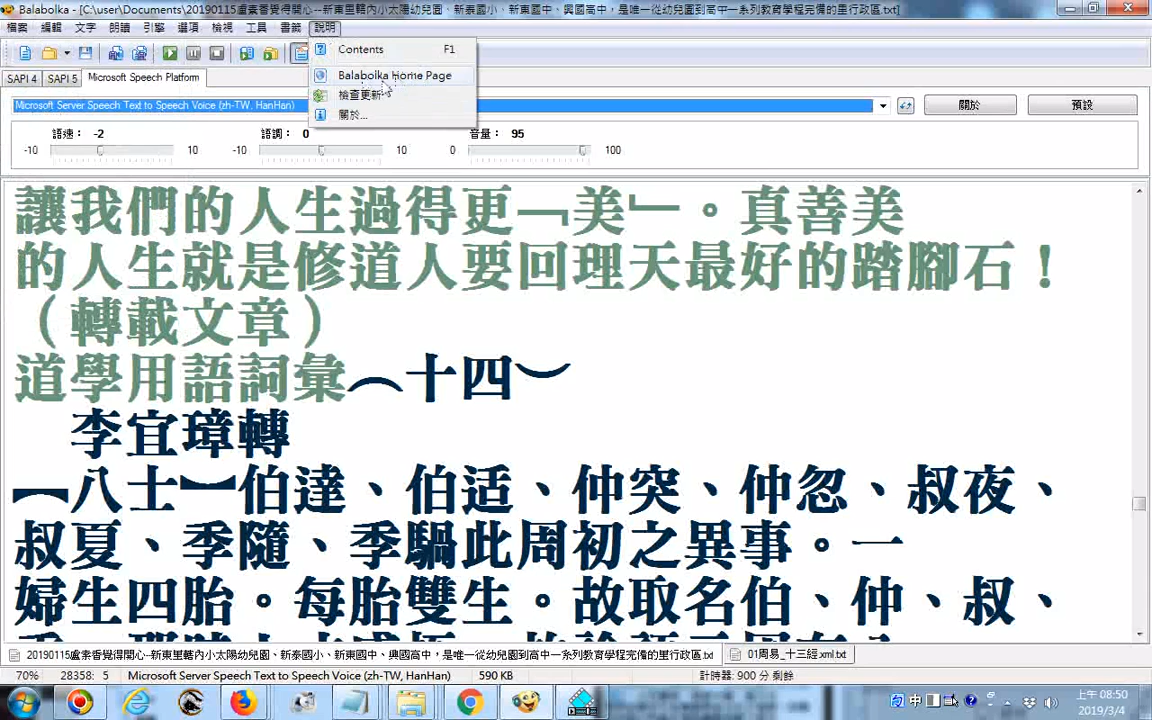 Balabolka - [C:\user\Documents\20190115盧素香覺得開心--新東里轄內小太陽幼兒園、新泰國小、新東國中、興國高中，是唯一從幼兒園到高中一系列教育學程完備的里行政區.txt]
檔案 編輯 文字 朗讀 引擎 選項 檢視 工具 書籤 說明
Contents F1
Balabolka Home Page
檢查更新
關於...
SAPI 4 SAPI 5 Microsoft Speech Platform
Microsoft Server Speech Text to Speech Voice (zh-TW, HanHan) 關於 預設
語速： -2 語調： 0 音量： 95
-10 10 -10 10 0 100
讓我們的人生過得更﹁美﹂。真善美
的人生就是修道人要回理天最好的踏腳石！
（轉載文章）
道學用語詞彙︵十四︶
李宜璋轉
︻八士︼伯達、伯适、仲突、仲忽、叔夜、
叔夏、季隨、季騧此周初之異事。一
婦生四胎。每胎雙生。故取名伯、仲、叔、
20190115盧素香覺得開心--新東里轄內小太陽幼兒園、新泰國小、新東國中、興國高中，是唯一從幼兒園到高中一系列教育學程完備的里行政區.txt 01周易_十三經.xml.txt
70% 28358: 5 Microsoft Server Speech Text to Speech Voice (zh-TW, HanHan) 590 KB 計時器: 900 分 剩餘
中 上午 08:50
2019/3/4